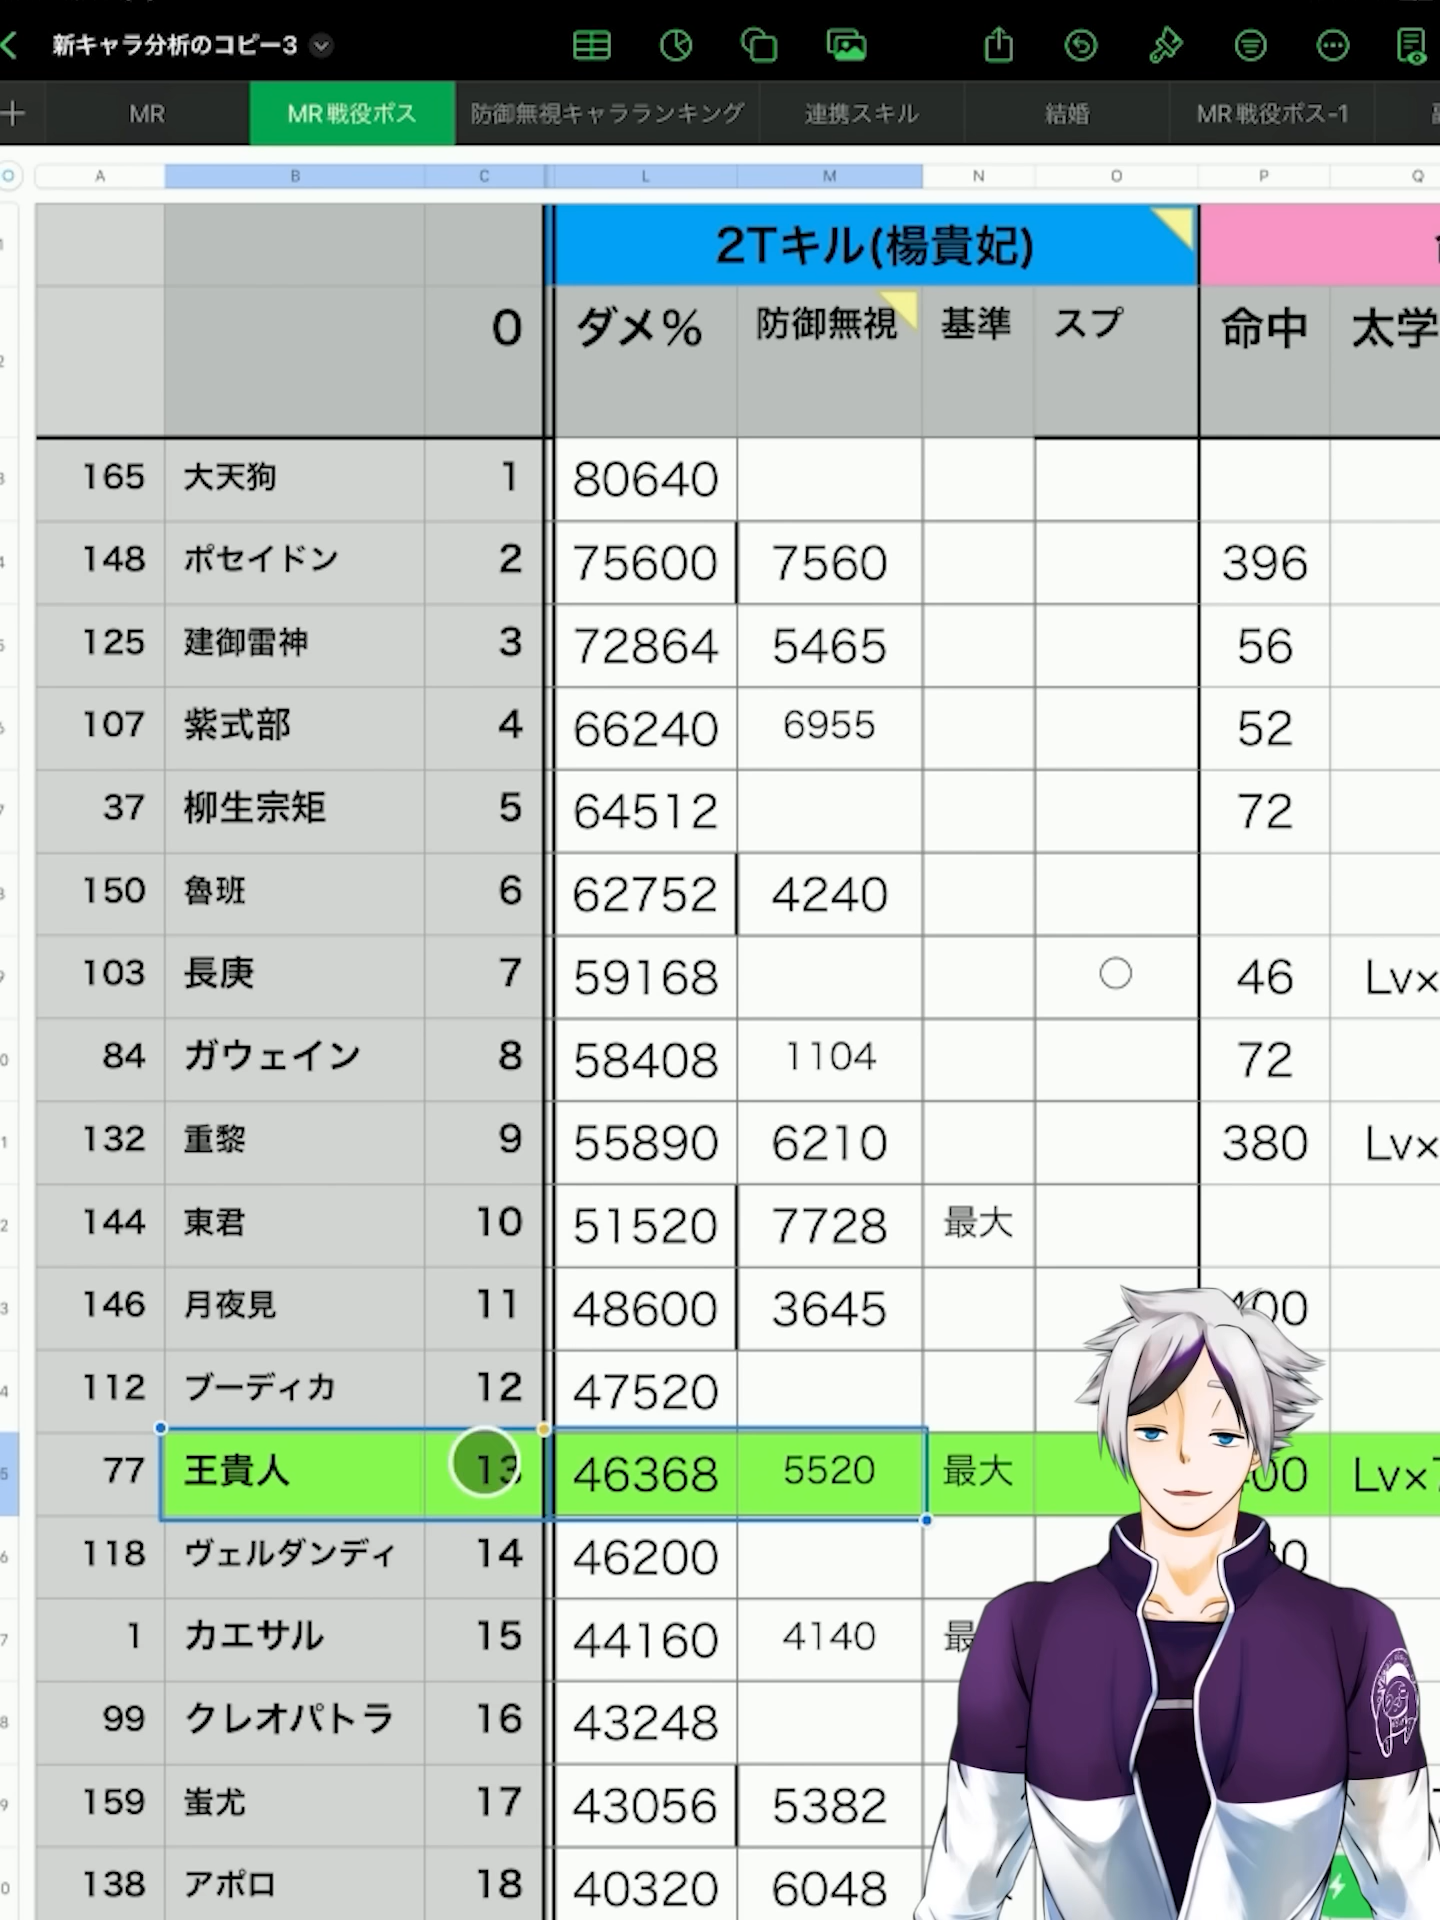 新キャラ分析のコピー3
MR MR戦役ボス 防御無視キャラランキング 連携スキル 結婚 MR戦役ボス-1
A B C L M N O P Q
2Tキル(楊貴妃)
0 ダメ% 防御無視 基準 スプ 命中 太学
165 大天狗 1 80640
148 ポセイドン 2 75600 7560 396
125 建御雷神 3 72864 5465 56
107 紫式部 4 66240 6955 52
37 柳生宗矩 5 64512 72
150 魯班 6 62752 4240
103 長庚 7 59168 ○ 46 Lv×
84 ガウェイン 8 58408 1104 72
132 重黎 9 55890 6210 380 Lv×
144 東君 10 51520 7728 最大
146 月夜見 11 48600 3645
112 ブーディカ 12 47520
77 王貴人 13 46368 5520 最大 Lv×7
118 ヴェルダンディ 14 46200
1 カエサル 15 44160 4140 最
99 クレオパトラ 16 43248
159 蚩尤 17 43056 5382
138 アポロ 18 40320 6048